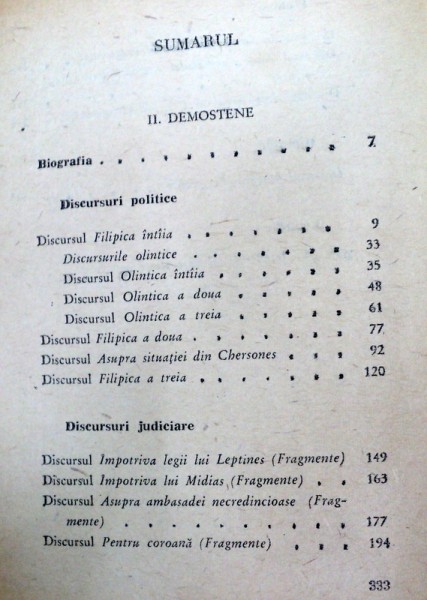 SUMARUL
II. DEMOSTENE
Biografia . . . . . . . . . . . 7
Discursuri politice
Discursul Filipica întîia . . . . . . . 9
Discursurile olintice . . . . . . 33
Discursul Olintica întîia . . . . . . 35
Discursul Olintica a doua . . . . . 48
Discursul Olintica a treia . . . . . 61
Discursul Filipica a doua . . . . . . . 77
Discursul Asupra situației din Chersones . . . 92
Discursul Filipica a treia . . . . . . . 120
Discursuri judiciare
Discursul Impotriva legii lui Leptines (Fragmente) 149
Discursul Impotriva lui Midias (Fragmente) . . 163
Discursul Asupra ambasadei necredincioase (Frag-
mente) . . . . . . . . . 177
Discursul Pentru coroană (Fragmente) . . . 194
333